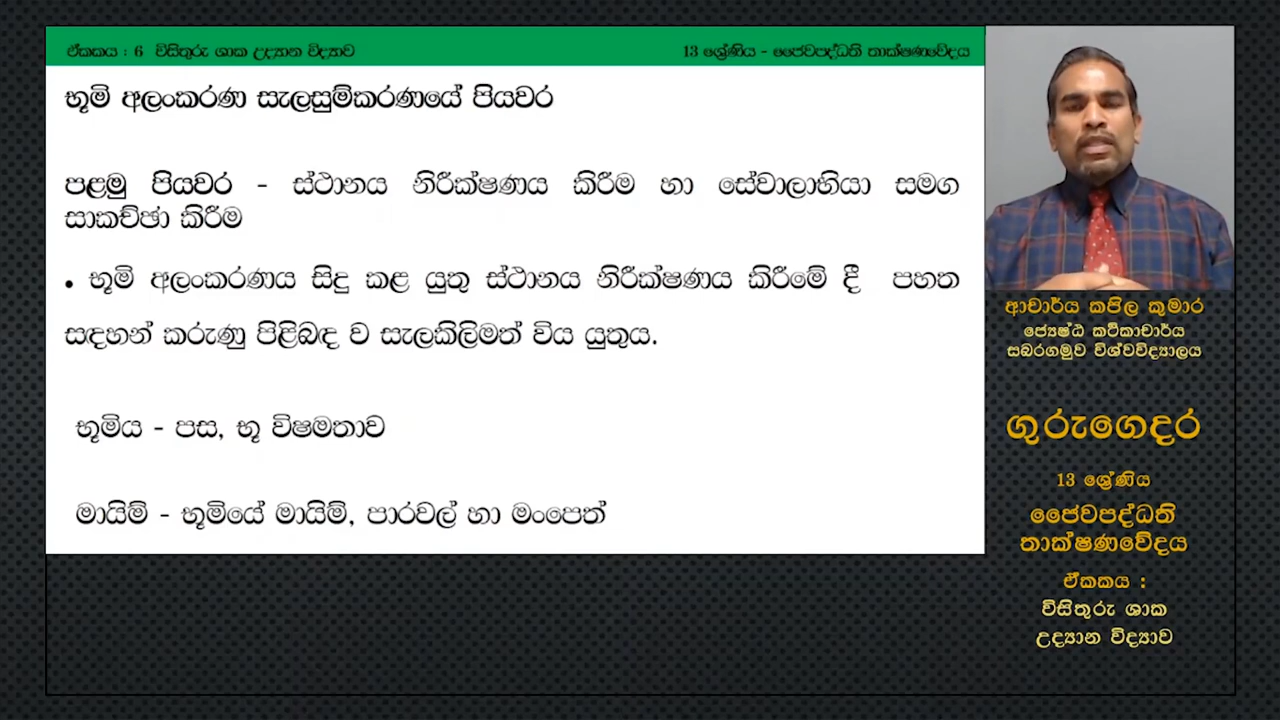 ඒකකය : 6 විසිතුරු ශාක උද්‍යාන විද්‍යාව
13 ශ්‍රේණිය - ජෛවපද්ධති තාක්ෂණවේදය
භූමි අලංකරණ සැලසුම්කරණයේ පියවර
පළමු පියවර - ස්ථානය නිරීක්ෂණය කිරීම හා සේවාලාභියා සමග
සාකච්ඡා කිරීම
• භූමි අලංකරණය සිදු කළ යුතු ස්ථානය නිරීක්ෂණය කිරීමේ දී පහත
සඳහන් කරුණු පිළිබඳ ව සැලකිලිමත් විය යුතුය.
භූමිය - පස, භූ විෂමතාව
මායිම් - භූමියේ මායිම්, පාරවල් හා මංපෙත්
ආචාර්ය කපිල කුමාර
ජ්‍යෙෂ්ඨ කථිකාචාර්ය
සබරගමුව විශ්වවිද්‍යාලය
ගුරුගෙදර
13 ශ්‍රේණිය
ජෛවපද්ධති
තාක්ෂණවේදය
ඒකකය :
විසිතුරු ශාක
උද්‍යාන විද්‍යාව